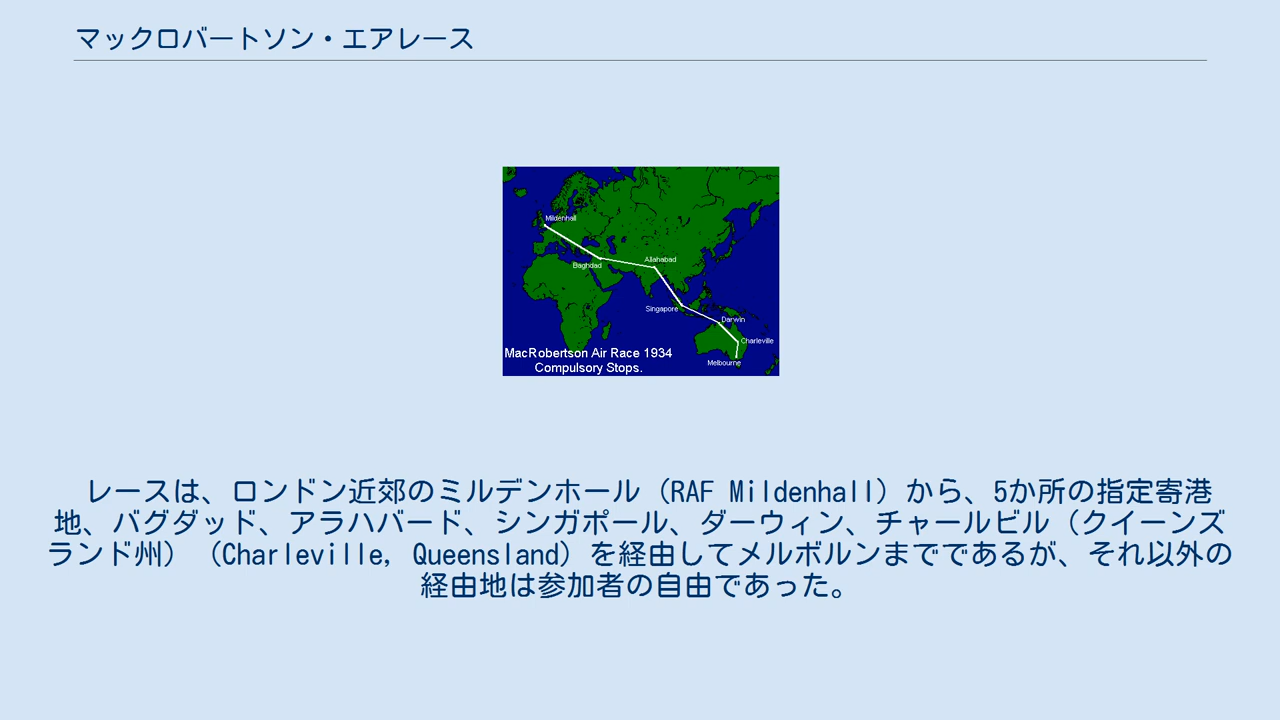 マックロバートソン・エアレース
Mildenhall
Baghdad
Allahabad
Singapore
Darwin
Charleville
Melbourne
MacRobertson Air Race 1934
Compulsory Stops.
レースは、ロンドン近郊のミルデンホール（RAF Mildenhall）から、5か所の指定寄港
地、バグダッド、アラハバード、シンガポール、ダーウィン、チャールビル（クイーンズ
ランド州）（Charleville, Queensland）を経由してメルボルンまでであるが、それ以外の
経由地は参加者の自由であった。